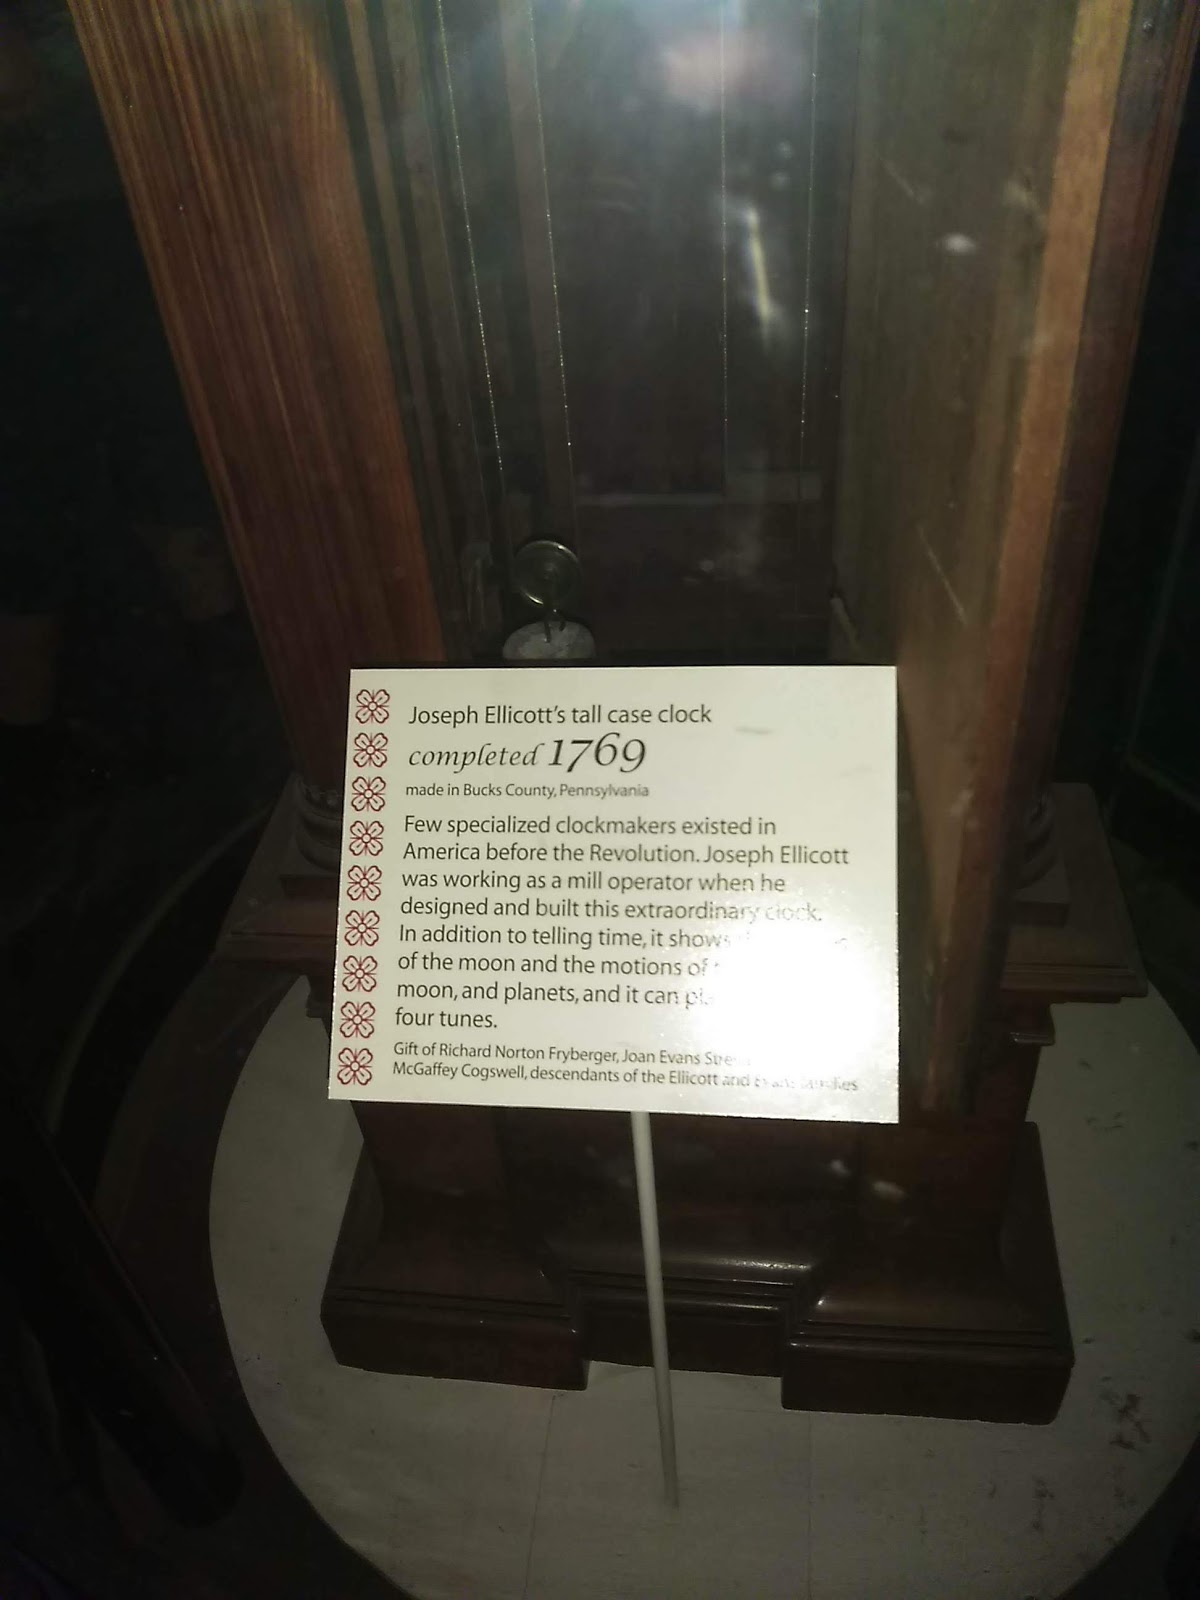 Joseph Ellicott's tall case clock
completed 1769
made in Bucks County, Pennsylvania
Few specialized clockmakers existed in
America before the Revolution. Joseph Ellicott
was working as a mill operator when he
designed and built this extraordinary clock.
In addition to telling time, it shows
of the moon and the motions of
moon, and planets, and it can
four tunes.
Gift of Richard Norton Fryberger, Joan Evans
McGaffey Cogswell, descendants of the Ellicott and Evans families